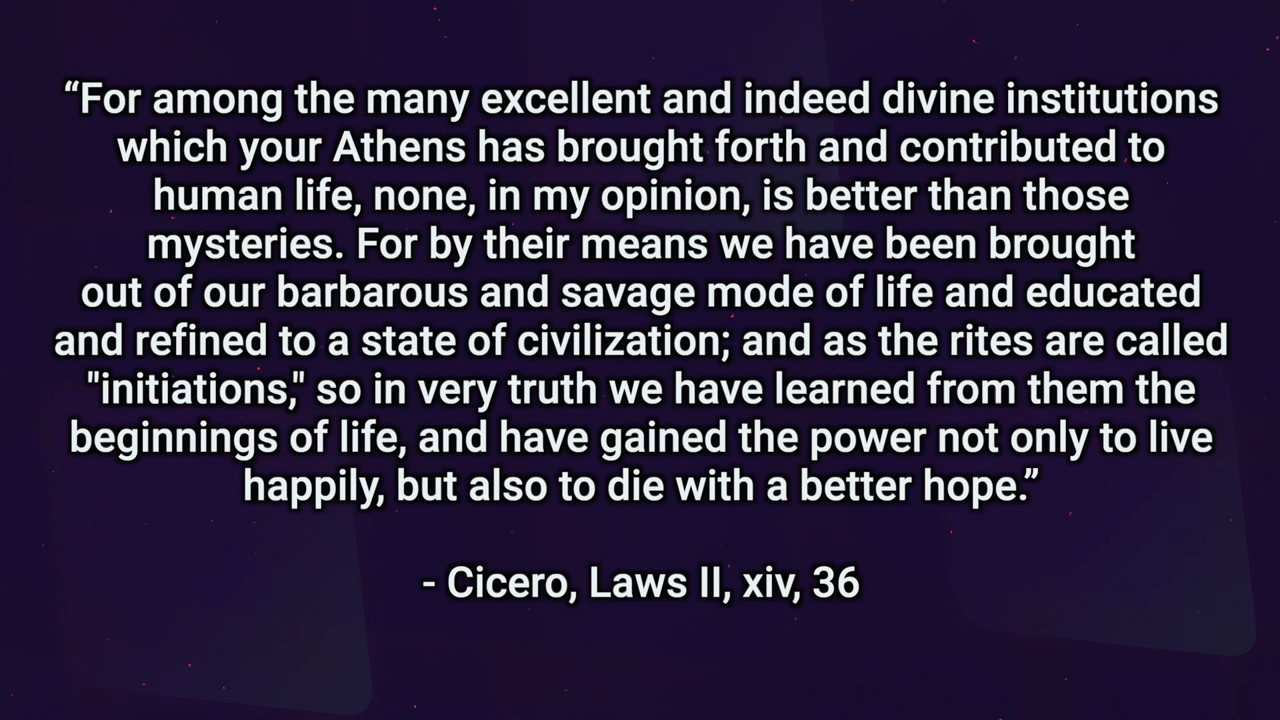 “For among the many excellent and indeed divine institutions
which your Athens has brought forth and contributed to
human life, none, in my opinion, is better than those
mysteries. For by their means we have been brought
out of our barbarous and savage mode of life and educated
and refined to a state of civilization; and as the rites are called
"initiations," so in very truth we have learned from them the
beginnings of life, and have gained the power not only to live
happily, but also to die with a better hope.”
- Cicero, Laws II, xiv, 36